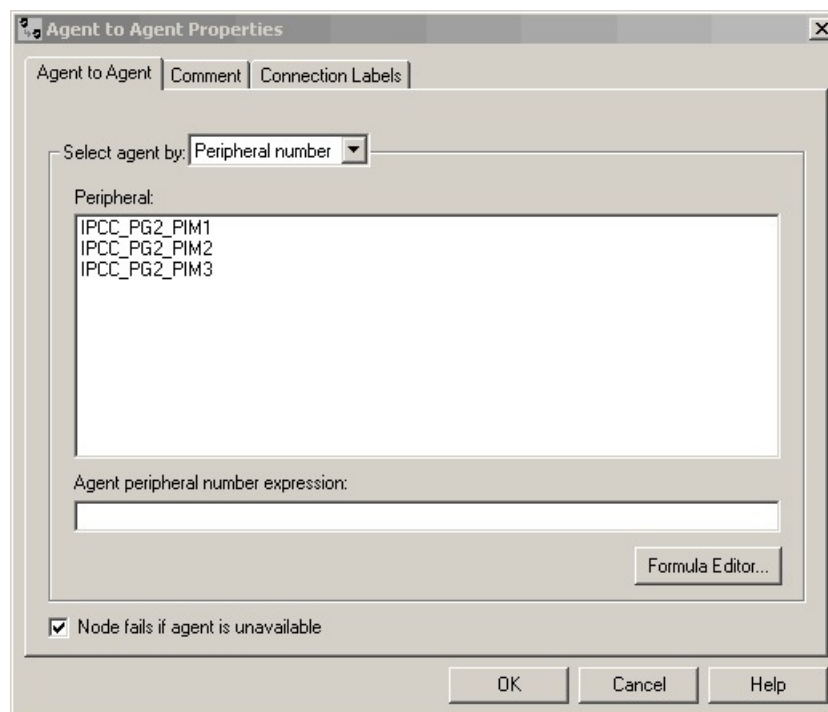 Agent to Agent Properties
Agent to Agent Comment Connection Labels
Select agent by: Peripheral number
Peripheral:
IPCC_PG2_PIM1
IPCC_PG2_PIM2
IPCC_PG2_PIM3
Agent peripheral number expression:
Formula Editor...
Node fails if agent is unavailable
OK Cancel Help